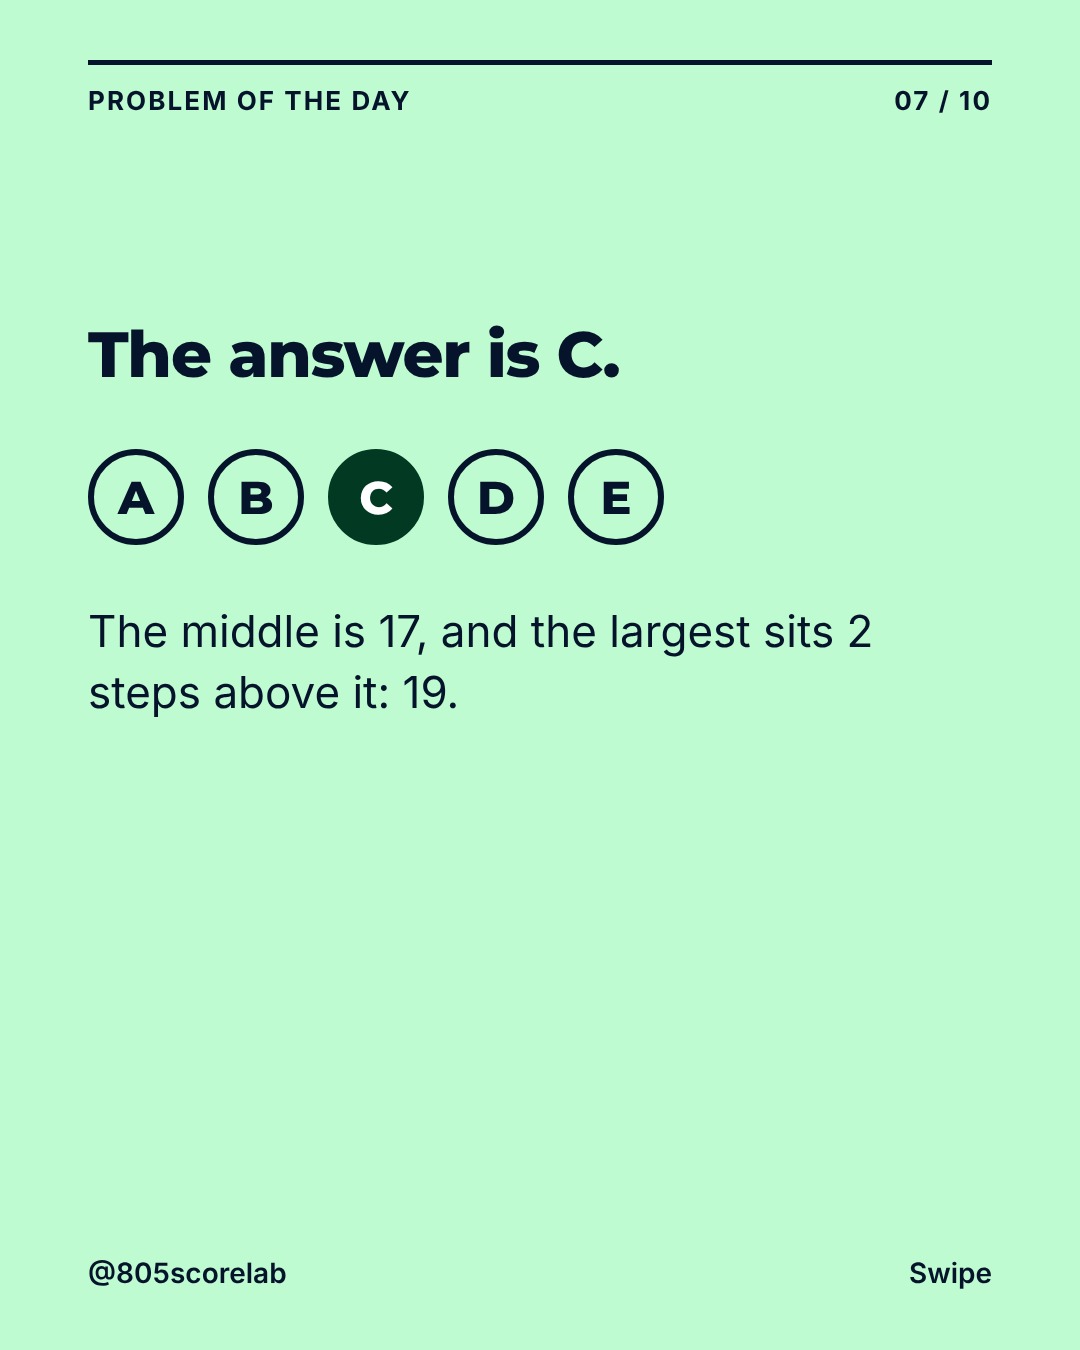 PROBLEM OF THE DAY
07 / 10
The answer is C.
A B C D E
The middle is 17, and the largest sits 2
steps above it: 19.
@805scorelab
Swipe